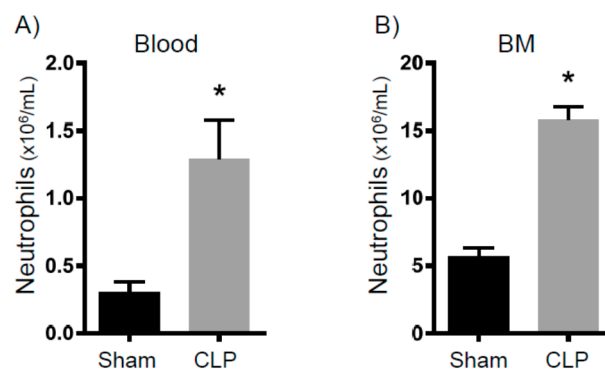 A)
Blood
Neutrophils (x10⁶/mL)
2.0
1.5
1.0
0.5
0.0
*
Sham
CLP
B)
BM
Neutrophils (x10⁶/mL)
20
15
10
5
0
*
Sham
CLP